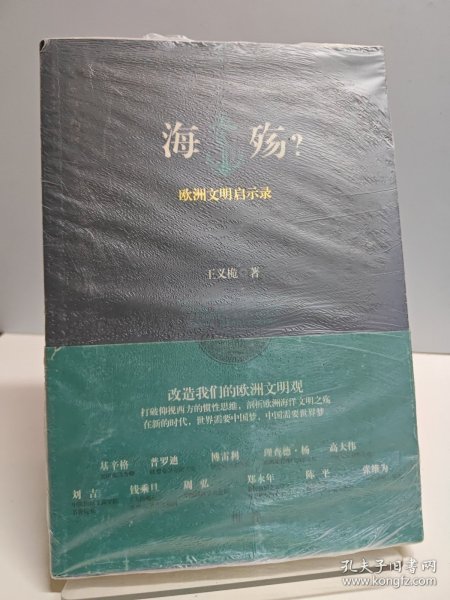 海殇?
欧洲文明启示录
王义桅 著
改造我们的欧洲文明观
打破仰视西方的惯性思维，剖析欧洲海洋文明之殇
在新的时代，世界需要中国梦，中国需要世界梦
基辛格 普罗迪 傅雷利 理查德·杨 高大伟
刘吉 钱乘旦 周弘 郑永年 陈平 张维为
孔夫子旧书网
www.kongfz.com